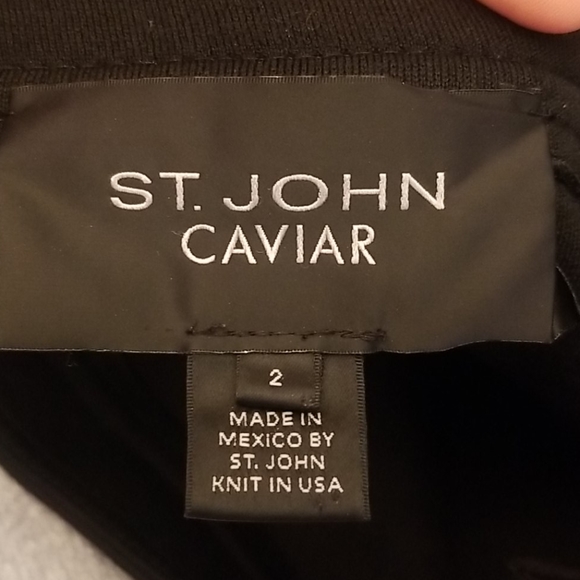 ST. JOHN
CAVIAR
2
MADE IN
MEXICO BY
ST. JOHN
KNIT IN USA